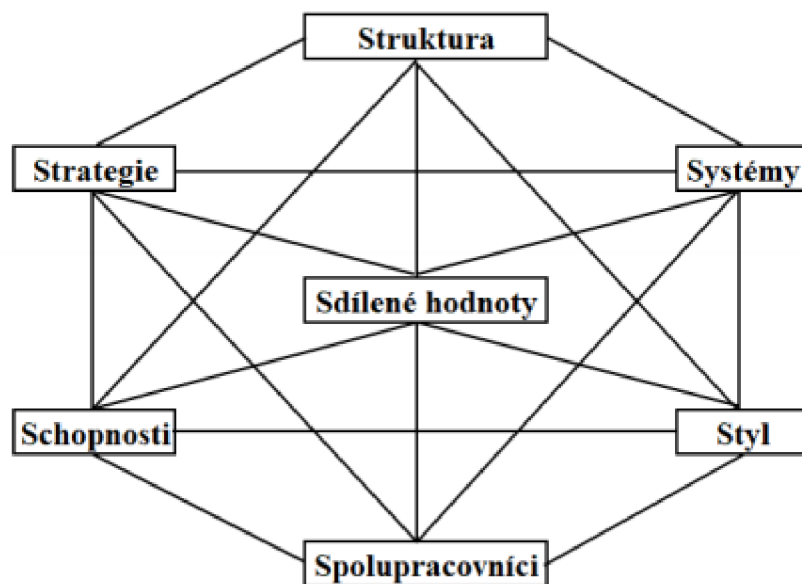 Struktura
Strategie
Systémy
Sdílené hodnoty
Schopnosti
Styl
Spolupracovníci